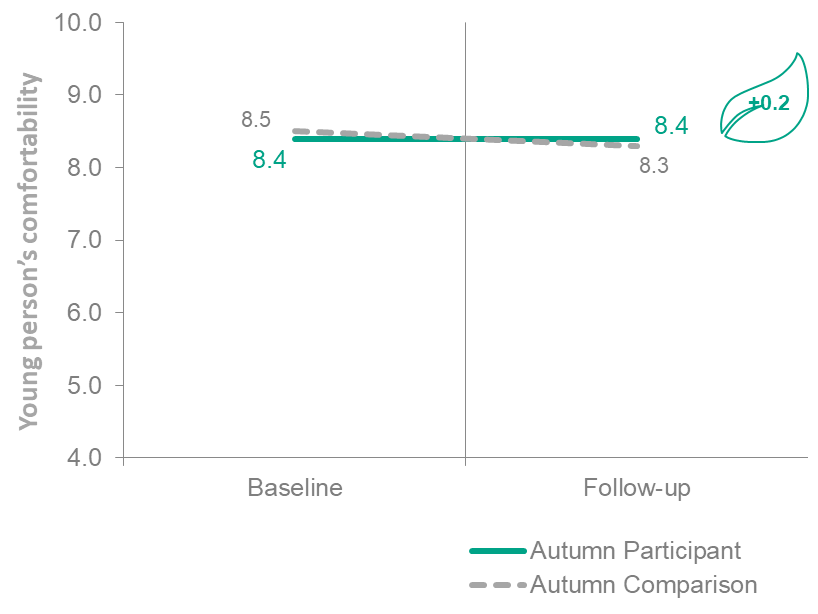 10.0
9.0
8.0
7.0
6.0
5.0
4.0
Young person's comfortability
8.5
8.4
8.4
8.3
+0.2
Baseline
Follow-up
Autumn Participant
Autumn Comparison